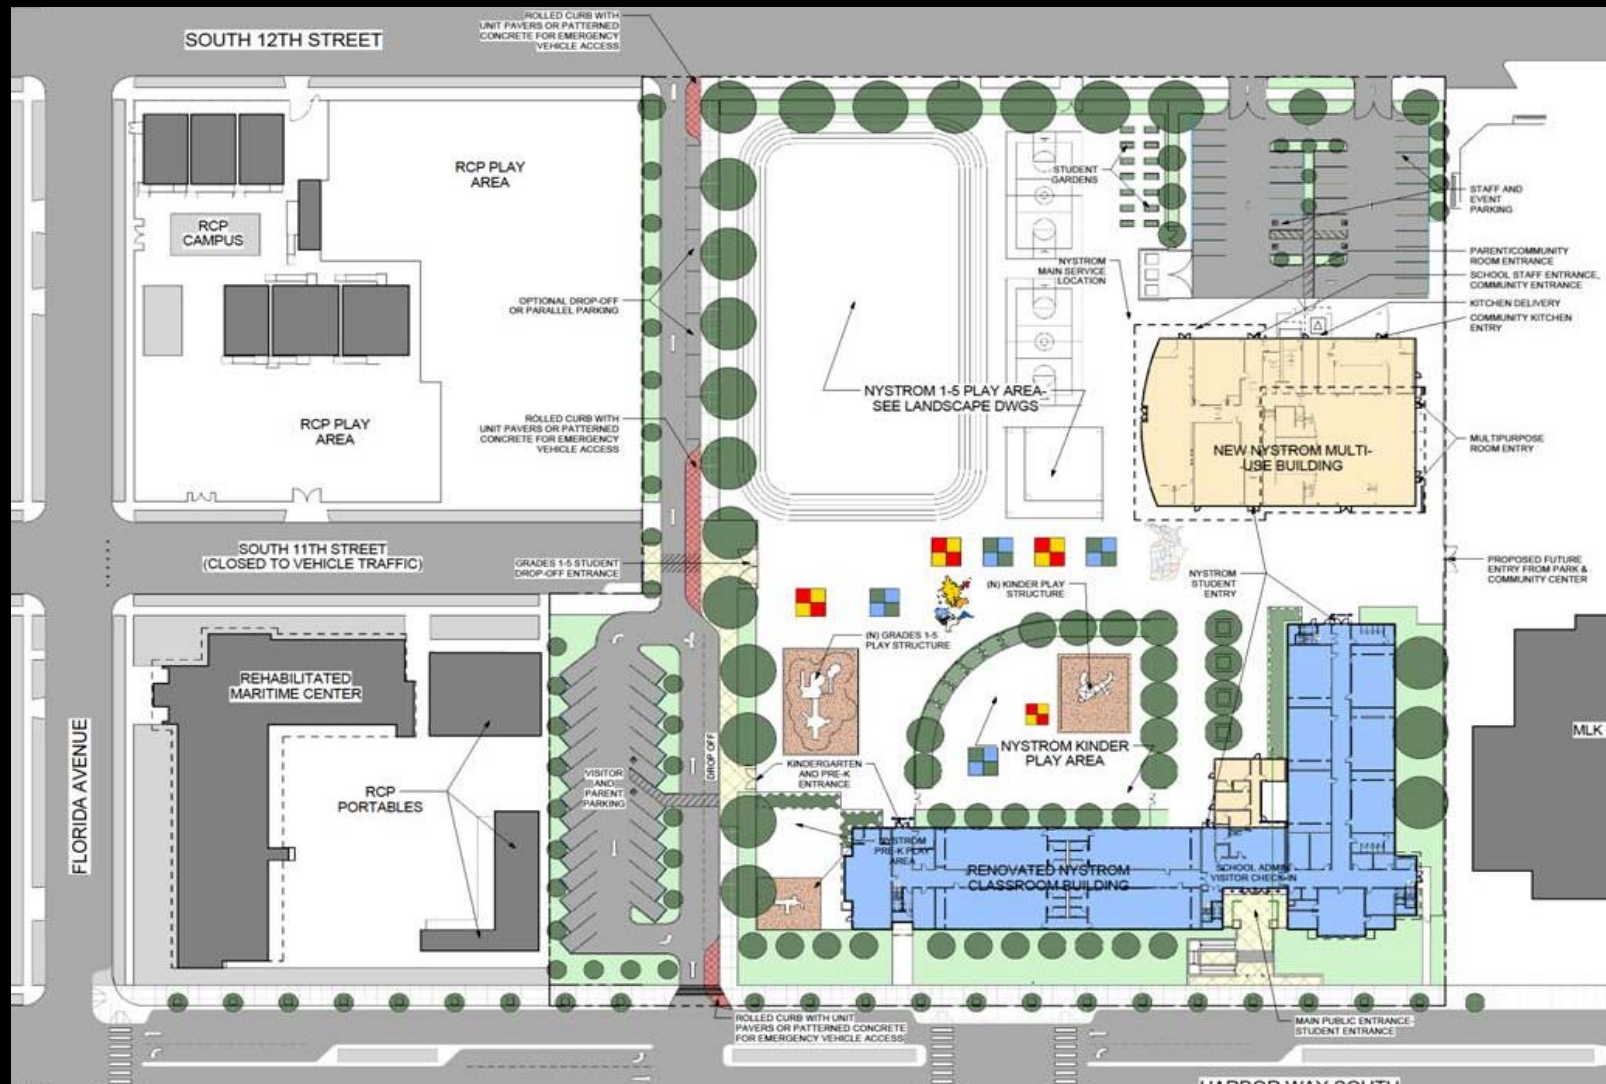 ROLLED CURB WITH
UNIT PAVERS OR PATTERNED
CONCRETE FOR EMERGENCY
VEHICLE ACCESS
SOUTH 12TH STREET
RCP PLAY
AREA
RCP
CAMPUS
STUDENT
GARDENS
STAFF AND
EVENT
PARKING
NYSTROM
MAIN SERVICE
LOCATION
PARENT/COMMUNITY
ROOM ENTRANCE
SCHOOL STAFF ENTRANCE,
COMMUNITY ENTRANCE
KITCHEN DELIVERY
COMMUNITY KITCHEN
ENTRY
OPTIONAL DROP-OFF
OR PARALLEL PARKING
NYSTROM 1-5 PLAY AREA-
SEE LANDSCAPE DWGS
ROLLED CURB WITH
UNIT PAVERS OR PATTERNED
CONCRETE FOR EMERGENCY
VEHICLE ACCESS
RCP PLAY
AREA
NEW NYSTROM MULTI-
USE BUILDING
MULTIPURPOSE
ROOM ENTRY
SOUTH 11TH STREET
(CLOSED TO VEHICLE TRAFFIC)
GRADES 1-5 STUDENT
DROP-OFF ENTRANCE
(N) KINDER PLAY
STRUCTURE
NYSTROM
STUDENT
ENTRY
PROPOSED FUTURE
ENTRY FROM PARK &
COMMUNITY CENTER
(N) GRADES 1-5
PLAY STRUCTURE
REHABILITATED
MARITIME CENTER
FLORIDA AVENUE
RCP
PORTABLES
VISITOR
AND
PARENT
PARKING
DROP OFF
KINDERGARTEN
AND PRE-K
ENTRANCE
NYSTROM KINDER
PLAY AREA
MLK
NYSTROM
PRE-K PLAY
AREA
RENOVATED NYSTROM
CLASSROOM BUILDING
SCHOOL ADMIN/
VISITOR CHECK-IN
ROLLED CURB WITH UNIT
PAVERS OR PATTERNED CONCRETE
FOR EMERGENCY VEHICLE ACCESS
MAIN PUBLIC ENTRANCE-
STUDENT ENTRANCE
HARBOR WAY SOUTH